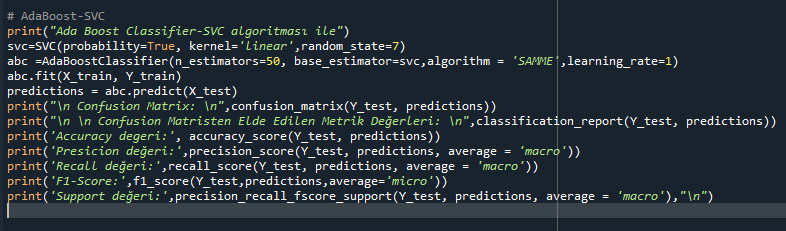 # AdaBoost-SVC
print("Ada Boost Classifier-SVC algoritması ile")
svc=SVC(probability=True, kernel='linear',random_state=7)
abc =AdaBoostClassifier(n_estimators=50, base_estimator=svc,algorithm = 'SAMME',learning_rate=1)
abc.fit(X_train, Y_train)
predictions = abc.predict(X_test)
print("\n Confusion Matrix: \n",confusion_matrix(Y_test, predictions))
print("\n \n Confusion Matristen Elde Edilen Metrik Değerleri: \n",classification_report(Y_test, predictions))
print('Accuracy degeri:', accuracy_score(Y_test, predictions))
print('Presicion değeri:',precision_score(Y_test, predictions, average = 'macro'))
print('Recall değeri:',recall_score(Y_test, predictions, average = 'macro'))
print('F1-Score:',f1_score(Y_test,predictions,average='micro'))
print('Support değeri:',precision_recall_fscore_support(Y_test, predictions, average = 'macro'),"\n")